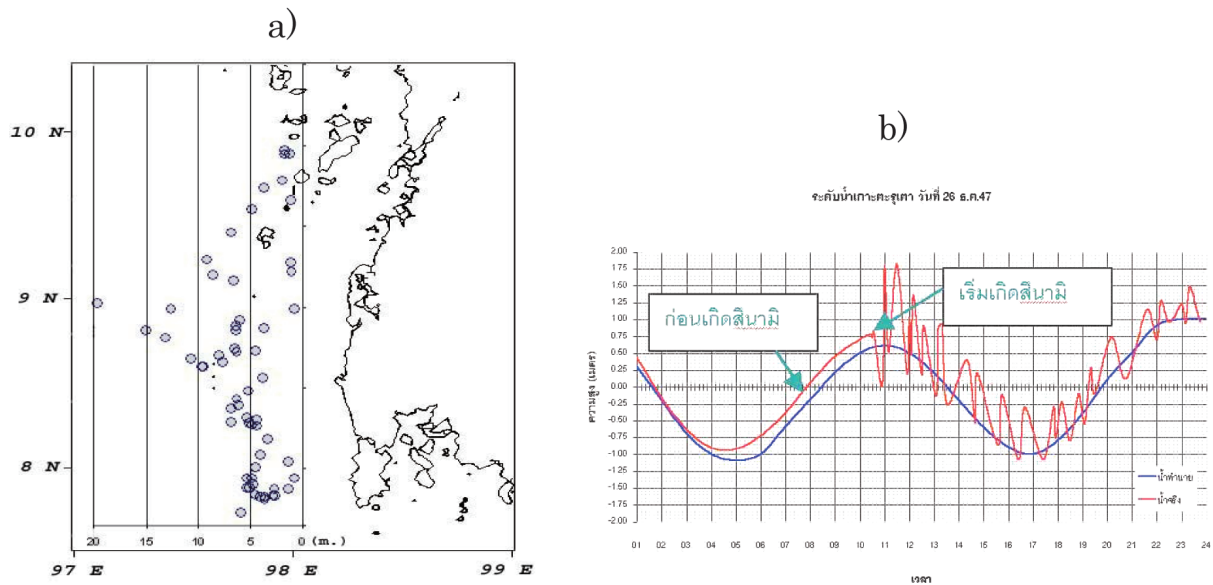 a)
10 N
9 N
8 N
20 15 10 5 0 (m.)
97 E 98 E 99 E
b)
ระดับน้ำเกาะตะรุเตา วันที่ 26 ธ.ค.47
ความสูง (เมตร)
2.00
1.75
1.50
1.25
1.00
0.75
0.50
0.25
0.00
-0.25
-0.50
-0.75
-1.00
-1.25
-1.50
-1.75
-2.00
ก่อนเกิดสึนามิ
เริ่มเกิดสึนามิ
น้ำทำนาย
น้ำจริง
01 02 03 04 05 06 07 08 09 10 11 12 13 14 15 16 17 18 19 20 21 22 23 24
เวลา